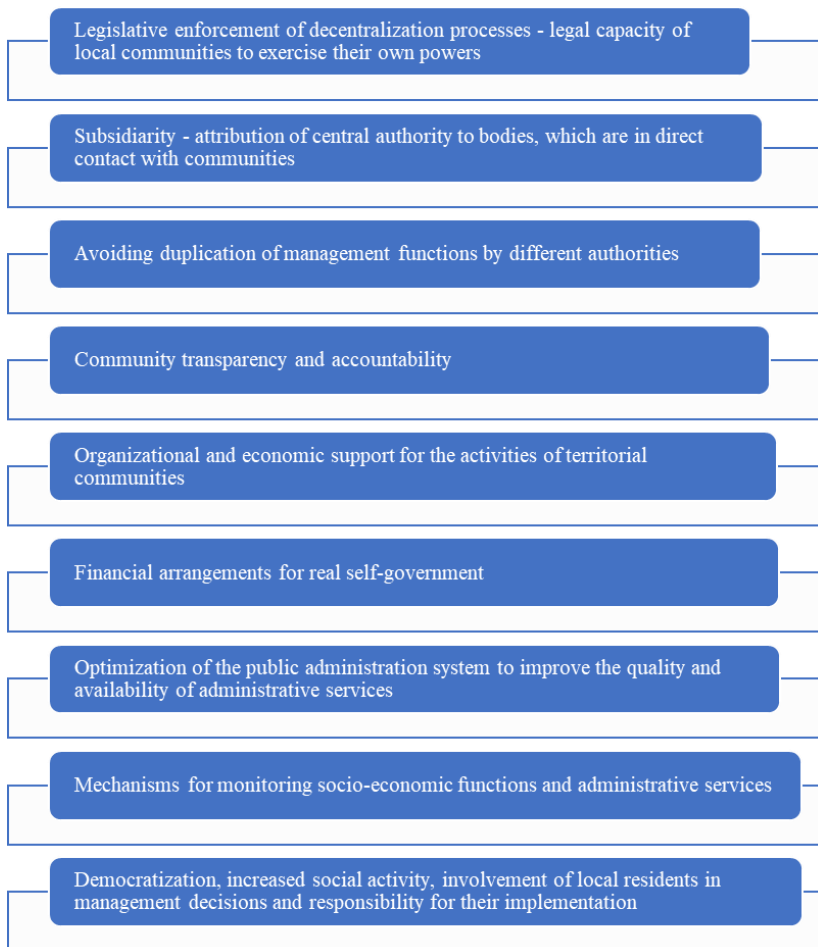 Legislative enforcement of decentralization processes - legal capacity of
local communities to exercise their own powers
Subsidiarity - attribution of central authority to bodies, which are in direct
contact with communities
Avoiding duplication of management functions by different authorities
Community transparency and accountability
Organizational and economic support for the activities of territorial
communities
Financial arrangements for real self-government
Optimization of the public administration system to improve the quality and
availability of administrative services
Mechanisms for monitoring socio-economic functions and administrative services
Democratization, increased social activity, involvement of local residents in
management decisions and responsibility for their implementation